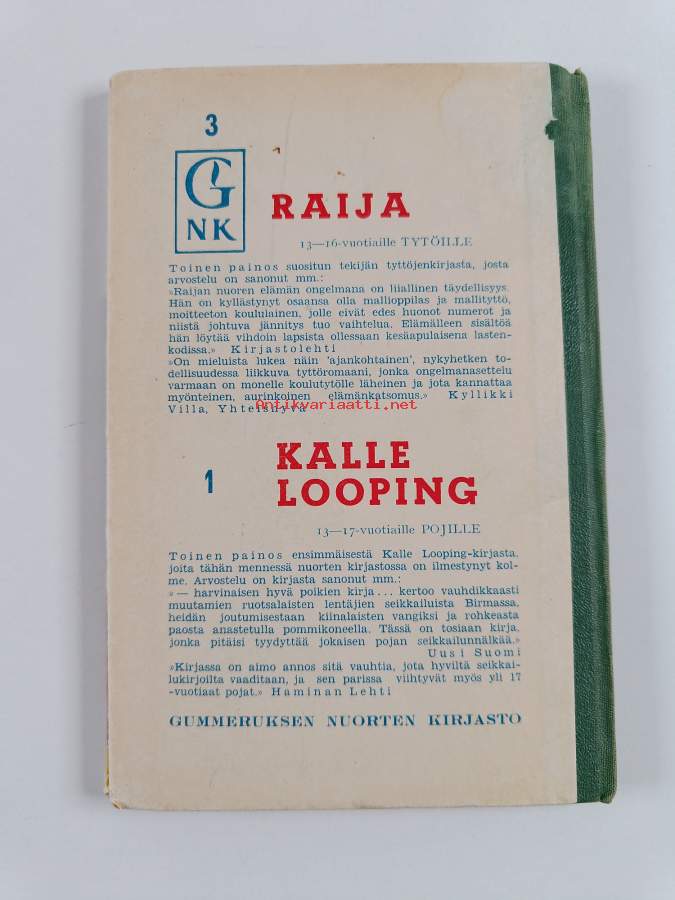 3
G
NK
RAIJA
13—16-vuotiaille TYTÖILLE
Toinen painos suositun tekijän tyttöjenkirjasta, josta
arvostelu on sanonut mm.:
»Raijan nuoren elämän ongelmana on liiallinen täydellisyys.
Hän on kyllästynyt osaansa olla mallioppilas ja mallityttö,
moitteeton koululainen, jolle eivät edes huonot numerot ja
niistä johtuva jännitys tuo vaihtelua. Elämälleen sisältöä
hän löytää vihdoin lapsista ollessaan kesäapulaisena lasten-
kodissa.» Kirjastolehti
»On mieluista lukea näin 'ajankohtainen', nykyhetken to-
dellisuudessa liikkuva tyttöromaani, jonka ongelmanasettelu
varmaan on monelle koulutytölle läheinen ja jota kannattaa
myönteinen, aurinkoinen elämänkatsomus.» Kyllikki
Villa, Yhteishyvä
Antikvariaatti.net
1
KALLE
LOOPING
13—17-vuotiaille POJILLE
Toinen painos ensimmäisestä Kalle Looping-kirjasta,
joita tähän mennessä nuorten kirjastossa on ilmestynyt kol-
me. Arvostelu on kirjasta sanonut mm.:
»— harvinaisen hyvä poikien kirja... kertoo vauhdikkaasti
muutamien ruotsalaisten lentäjien seikkailuista Birmassa,
heidän joutumisestaan kiinalaisten vangiksi ja rohkeasta
paosta anastetulla pommikoneella. Tässä on tosiaan kirja,
jonka pitäisi tyydyttää jokaisen pojan seikkailunnälkää.»
Uusi Suomi
»Kirjassa on aimo annos sitä vauhtia, jota hyviltä seikkai-
lukirjoilta vaaditaan, ja sen parissa viihtyvät myös yli 17
-vuotiaat pojat.» Haminan Lehti
GUMMERUKSEN NUORTEN KIRJASTO